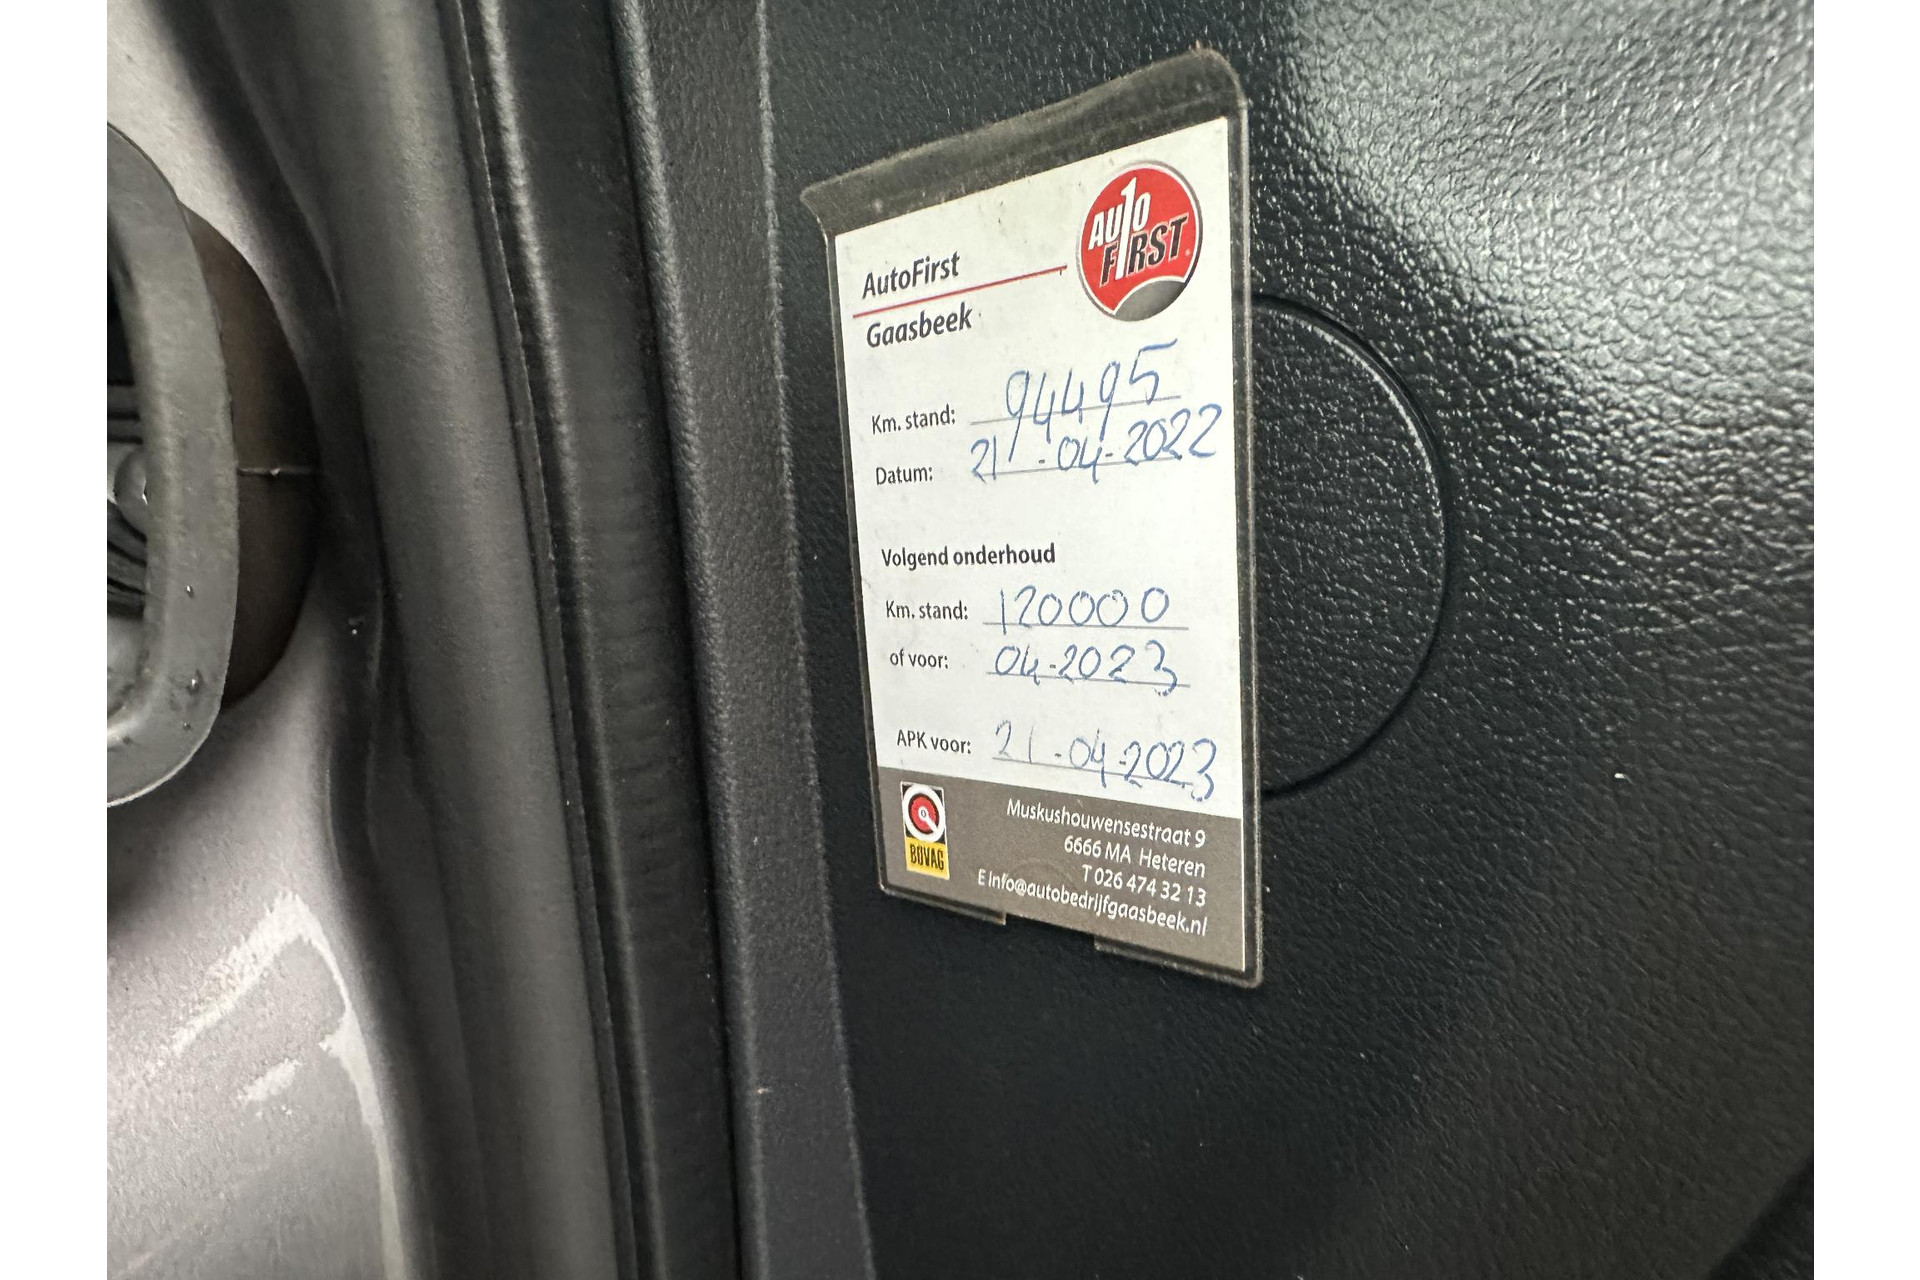 AUTO
FIRST
AutoFirst
Gaasbeek
Km. stand: 94495
Datum: 21-04-2022
Volgend onderhoud
Km. stand: 120000
of voor: 04-2023
APK voor: 21-04-2023
BOVAG
Muskushouwensestraat 9
6666 MA Heteren
T 026 474 32 13
E info@autobedrijfgaasbeek.nl